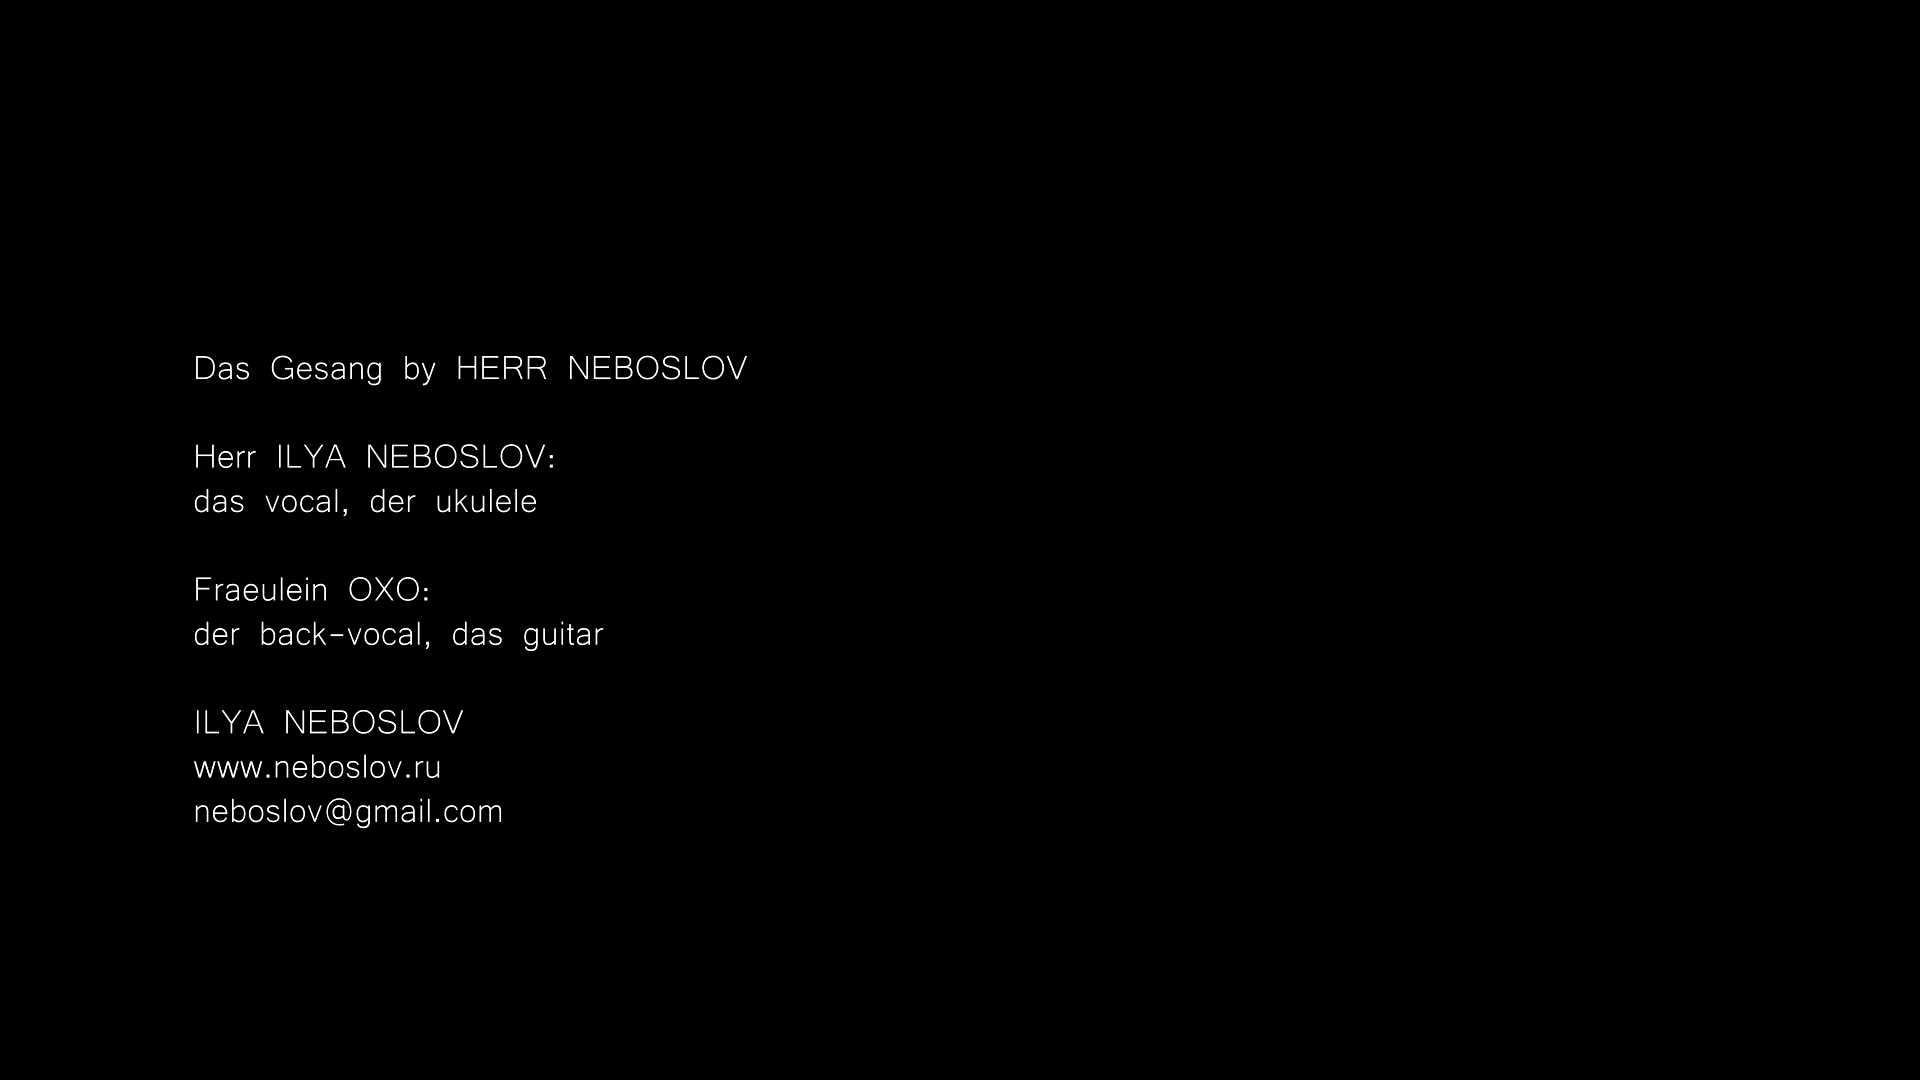 Das Gesang by HERR NEBOSLOV
Herr ILYA NEBOSLOV:
das vocal, der ukulele
Fraeulein OXO:
der back-vocal, das guitar
ILYA NEBOSLOV
www.neboslov.ru
neboslov@gmail.com